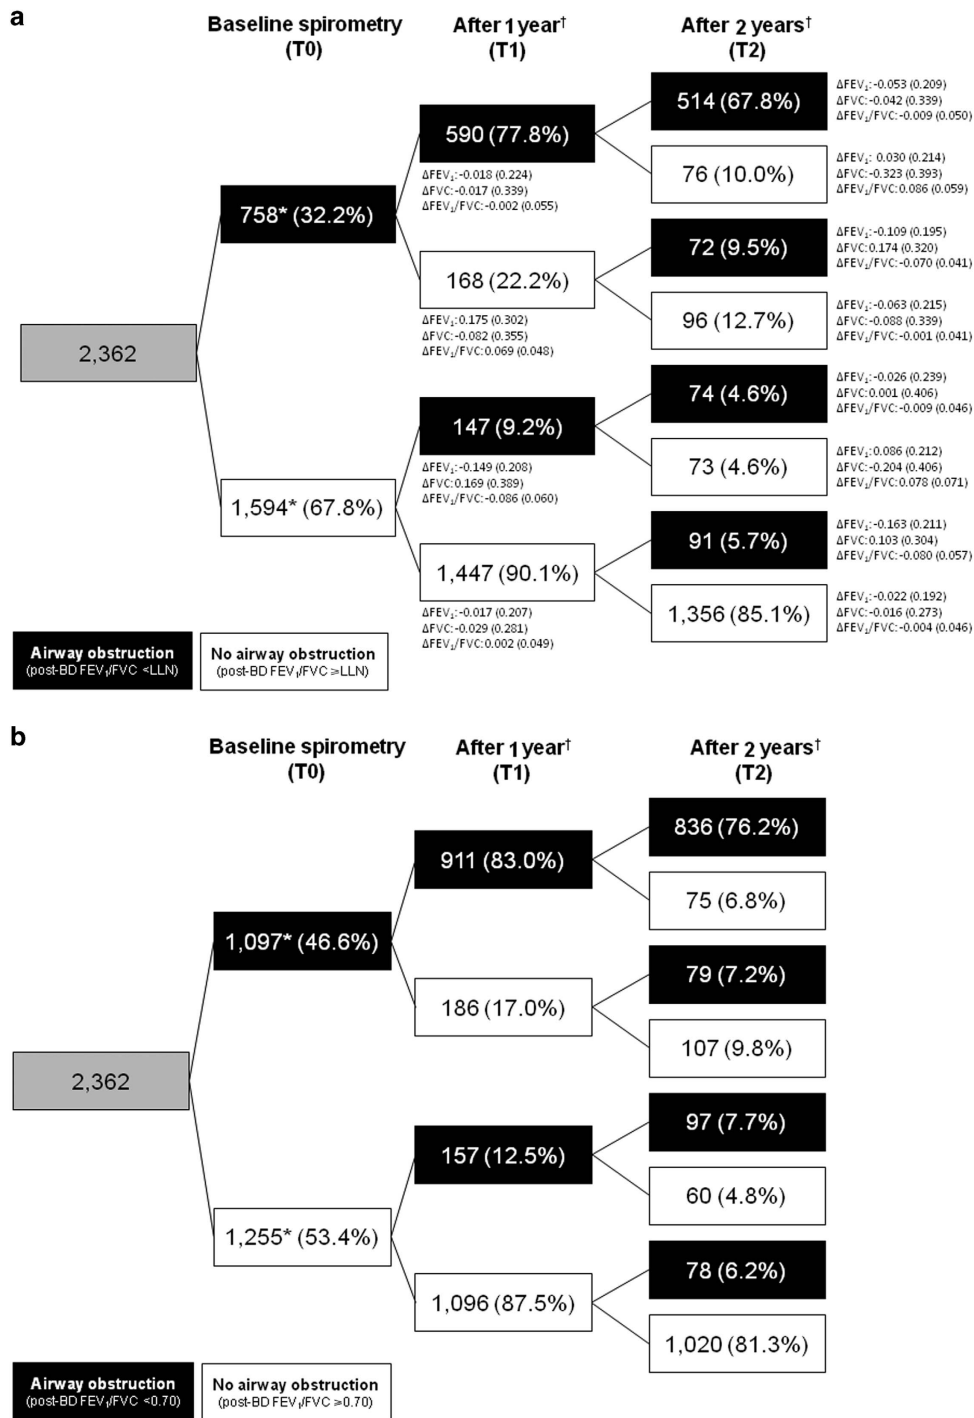 a
Baseline spirometry
(T0)
After 1 year†
(T1)
After 2 years†
(T2)
2,362
758* (32.2%)
1,594* (67.8%)
590 (77.8%)
ΔFEV₁:-0.018 (0.224)
ΔFVC:-0.017 (0.339)
ΔFEV₁/FVC:-0.002 (0.055)
168 (22.2%)
ΔFEV₁:0.175 (0.302)
ΔFVC:-0.082 (0.355)
ΔFEV₁/FVC:0.069 (0.048)
147 (9.2%)
ΔFEV₁:-0.149 (0.208)
ΔFVC:0.169 (0.389)
ΔFEV₁/FVC:-0.086 (0.060)
1,447 (90.1%)
ΔFEV₁:-0.017 (0.207)
ΔFVC:-0.029 (0.281)
ΔFEV₁/FVC:0.002 (0.049)
514 (67.8%)
ΔFEV₁:-0.053 (0.209)
ΔFVC:-0.042 (0.339)
ΔFEV₁/FVC:-0.009 (0.050)
76 (10.0%)
ΔFEV₁: 0.030 (0.214)
ΔFVC:-0.323 (0.393)
ΔFEV₁/FVC:0.086 (0.059)
72 (9.5%)
ΔFEV₁:-0.109 (0.195)
ΔFVC:0.174 (0.320)
ΔFEV₁/FVC:-0.070 (0.041)
96 (12.7%)
ΔFEV₁:-0.063 (0.215)
ΔFVC:-0.088 (0.339)
ΔFEV₁/FVC:-0.001 (0.041)
74 (4.6%)
ΔFEV₁:-0.026 (0.239)
ΔFVC:0.001 (0.406)
ΔFEV₁/FVC:-0.009 (0.046)
73 (4.6%)
ΔFEV₁:0.086 (0.212)
ΔFVC:-0.204 (0.406)
ΔFEV₁/FVC:0.078 (0.071)
91 (5.7%)
ΔFEV₁:-0.163 (0.211)
ΔFVC:0.103 (0.304)
ΔFEV₁/FVC:-0.080 (0.057)
1,356 (85.1%)
ΔFEV₁:-0.022 (0.192)
ΔFVC:-0.016 (0.273)
ΔFEV₁/FVC:-0.004 (0.046)
Airway obstruction
(post-BD FEV₁/FVC <LLN)
No airway obstruction
(post-BD FEV₁/FVC ≥LLN)
b
Baseline spirometry
(T0)
After 1 year†
(T1)
After 2 years†
(T2)
2,362
1,097* (46.6%)
1,255* (53.4%)
911 (83.0%)
186 (17.0%)
157 (12.5%)
1,096 (87.5%)
836 (76.2%)
75 (6.8%)
79 (7.2%)
107 (9.8%)
97 (7.7%)
60 (4.8%)
78 (6.2%)
1,020 (81.3%)
Airway obstruction
(post-BD FEV₁/FVC <0.70)
No airway obstruction
(post-BD FEV₁/FVC ≥0.70)